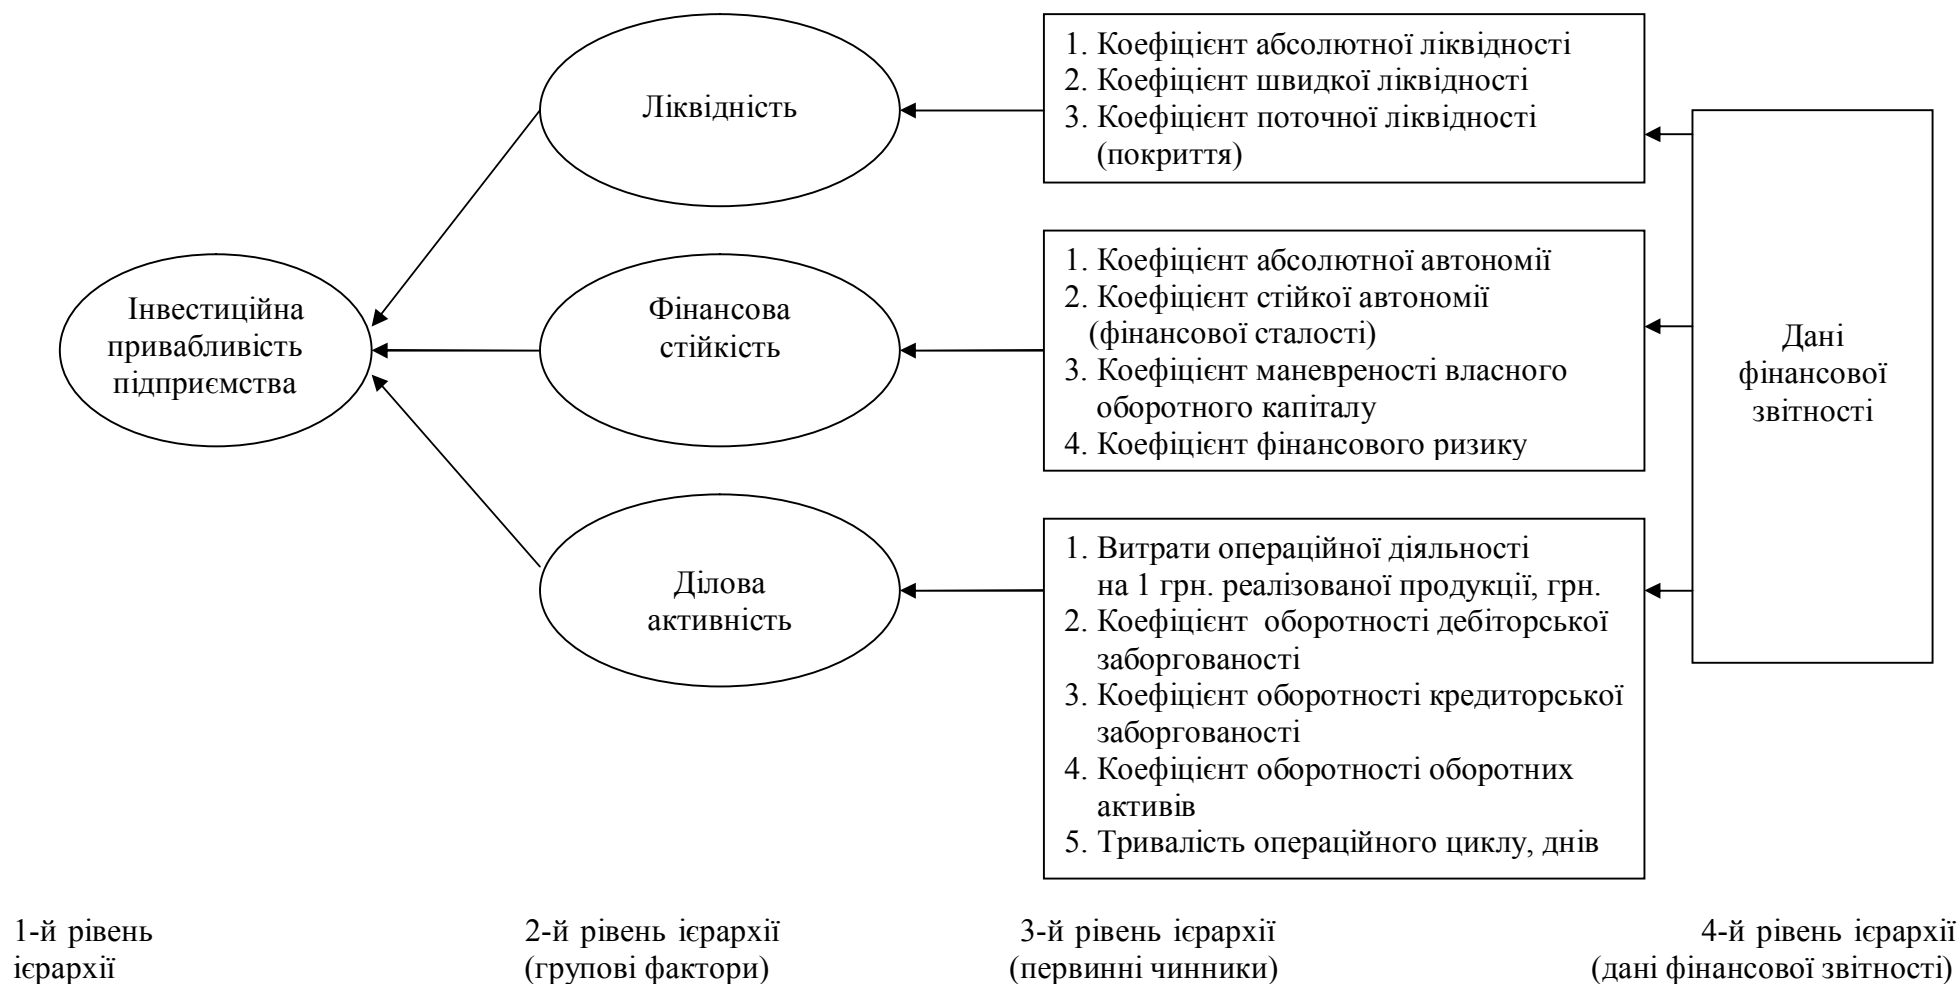 Ліквідність
1. Коефіцієнт абсолютної ліквідності
2. Коефіцієнт швидкої ліквідності
3. Коефіцієнт поточної ліквідності
(покриття)
Інвестиційна
привабливість
підприємства
Фінансова
стійкість
1. Коефіцієнт абсолютної автономії
2. Коефіцієнт стійкої автономії
(фінансової сталості)
3. Коефіцієнт маневреності власного
оборотного капіталу
4. Коефіцієнт фінансового ризику
Дані
фінансової
звітності
Ділова
активність
1. Витрати операційної діяльності
на 1 грн. реалізованої продукції, грн.
2. Коефіцієнт оборотності дебіторської
заборгованості
3. Коефіцієнт оборотності кредиторської
заборгованості
4. Коефіцієнт оборотності оборотних
активів
5. Тривалість операційного циклу, днів
1-й рівень
ієрархії
2-й рівень ієрархії
(групові фактори)
3-й рівень ієрархії
(первинні чинники)
4-й рівень ієрархії
(дані фінансової звітності)